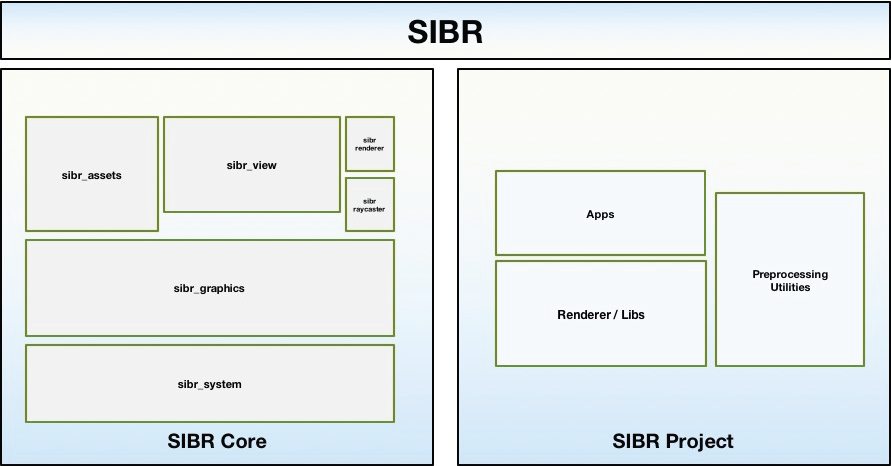 SIBR
sibr_assets
sibr_view
sibr
renderer
sibr
raycaster
sibr_graphics
sibr_system
SIBR Core
Apps
Renderer / Libs
Preprocessing
Utilities
SIBR Project